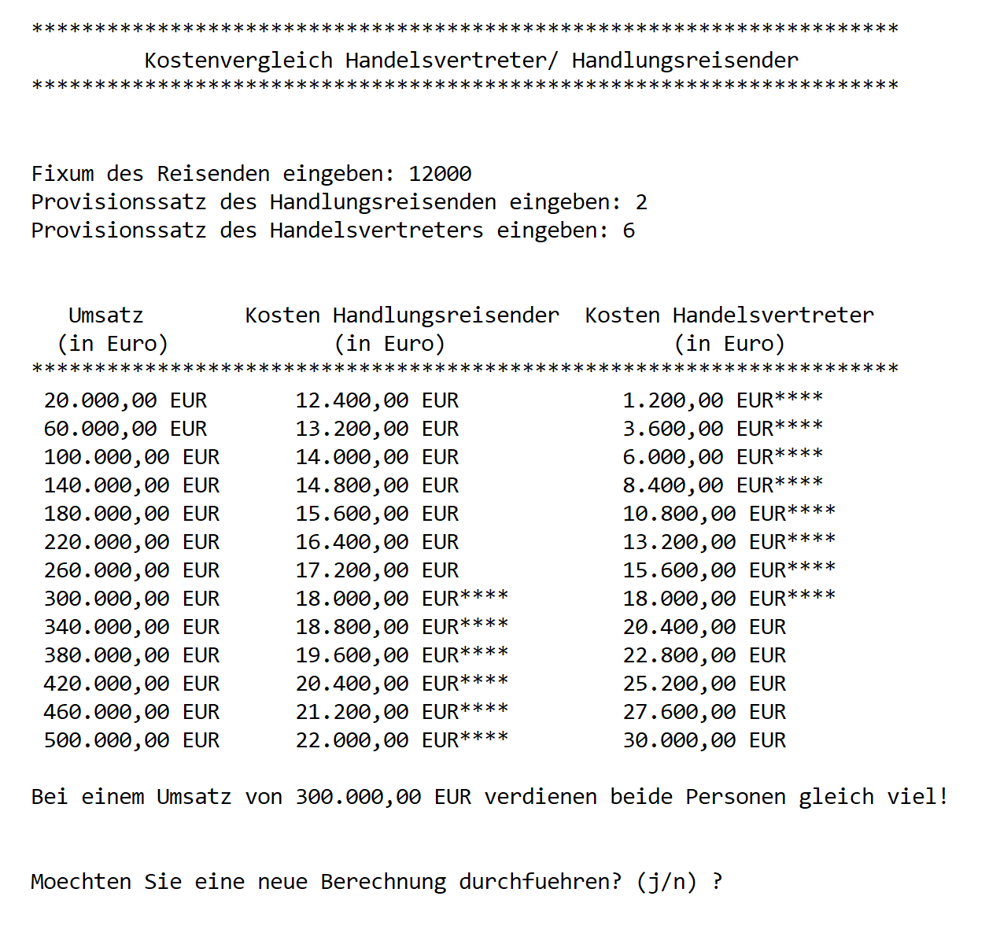 *********************************************************************
Kostenvergleich Handelsvertreter/ Handlungsreisender
*********************************************************************
Fixum des Reisenden eingeben: 12000
Provisionssatz des Handlungsreisenden eingeben: 2
Provisionssatz des Handelsvertreters eingeben: 6
Umsatz Kosten Handlungsreisender Kosten Handelsvertreter
(in Euro) (in Euro) (in Euro)
*********************************************************************
20.000,00 EUR 12.400,00 EUR 1.200,00 EUR****
60.000,00 EUR 13.200,00 EUR 3.600,00 EUR****
100.000,00 EUR 14.000,00 EUR 6.000,00 EUR****
140.000,00 EUR 14.800,00 EUR 8.400,00 EUR****
180.000,00 EUR 15.600,00 EUR 10.800,00 EUR****
220.000,00 EUR 16.400,00 EUR 13.200,00 EUR****
260.000,00 EUR 17.200,00 EUR 15.600,00 EUR****
300.000,00 EUR 18.000,00 EUR**** 18.000,00 EUR****
340.000,00 EUR 18.800,00 EUR**** 20.400,00 EUR
380.000,00 EUR 19.600,00 EUR**** 22.800,00 EUR
420.000,00 EUR 20.400,00 EUR**** 25.200,00 EUR
460.000,00 EUR 21.200,00 EUR**** 27.600,00 EUR
500.000,00 EUR 22.000,00 EUR**** 30.000,00 EUR
Bei einem Umsatz von 300.000,00 EUR verdienen beide Personen gleich viel!
Moechten Sie eine neue Berechnung durchfuehren? (j/n) ?